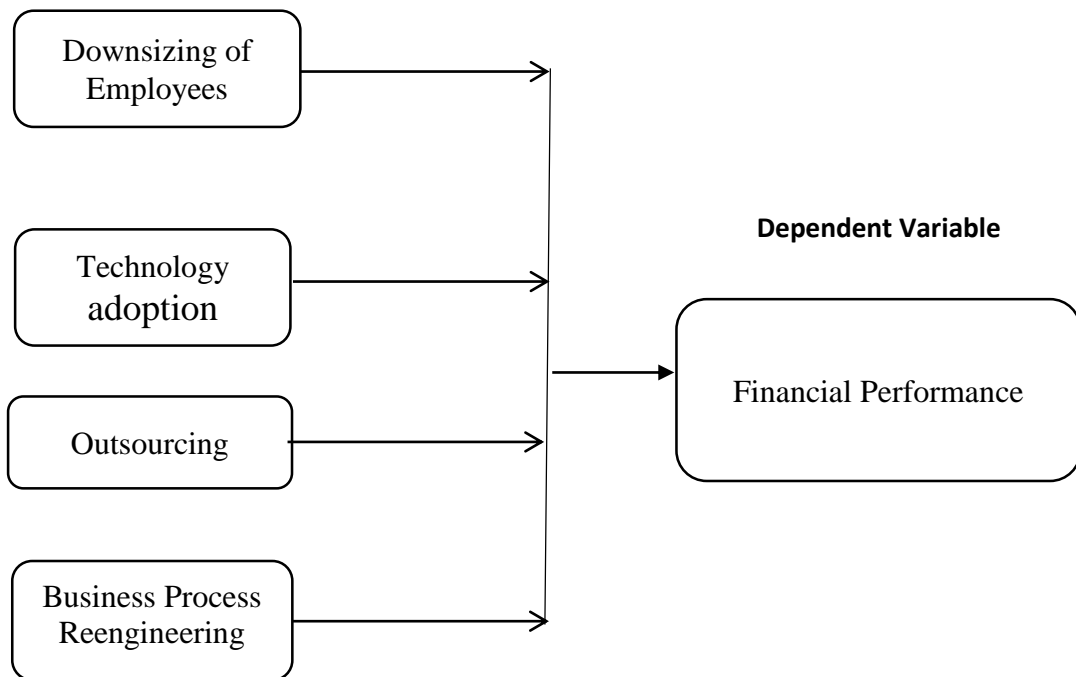 Downsizing of
Employees
Technology
adoption
Outsourcing
Business Process
Reengineering
Dependent Variable
Financial Performance